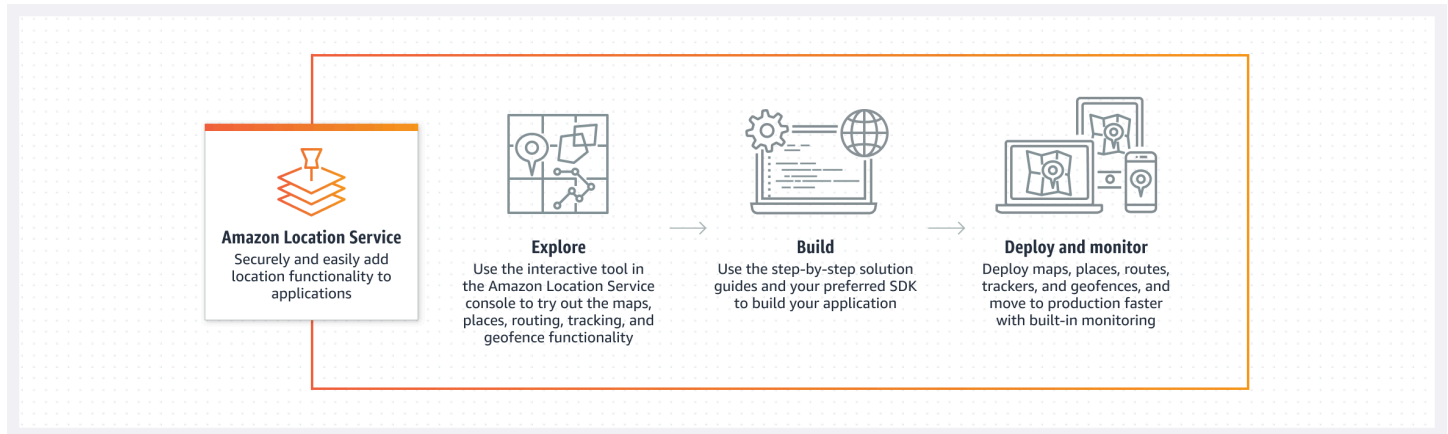 Amazon Location Service
Securely and easily add
location functionality to
applications
Explore
Use the interactive tool in
the Amazon Location Service
console to try out the maps,
places, routing, tracking, and
geofence functionality
Build
Use the step-by-step solution
guides and your preferred SDK
to build your application
Deploy and monitor
Deploy maps, places, routes,
trackers, and geofences, and
move to production faster
with built-in monitoring